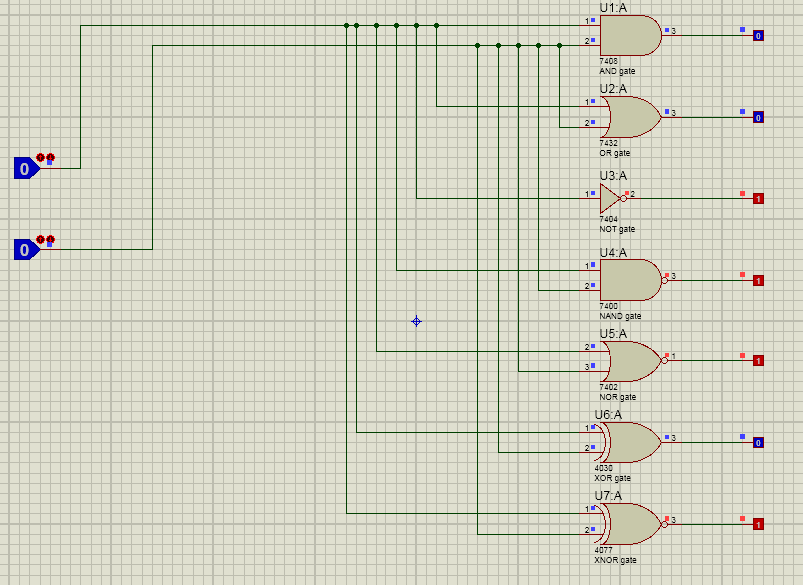 U1:A
1
3
0
2
7408
AND gate
U2:A
1
3
0
2
7432
OR gate
0
U3:A
1
2
1
7404
NOT gate
0
U4:A
1
3
1
2
7400
NAND gate
U5:A
2
1
1
3
7402
NOR gate
U6:A
1
3
0
2
4030
XOR gate
U7:A
1
3
1
2
4077
XNOR gate